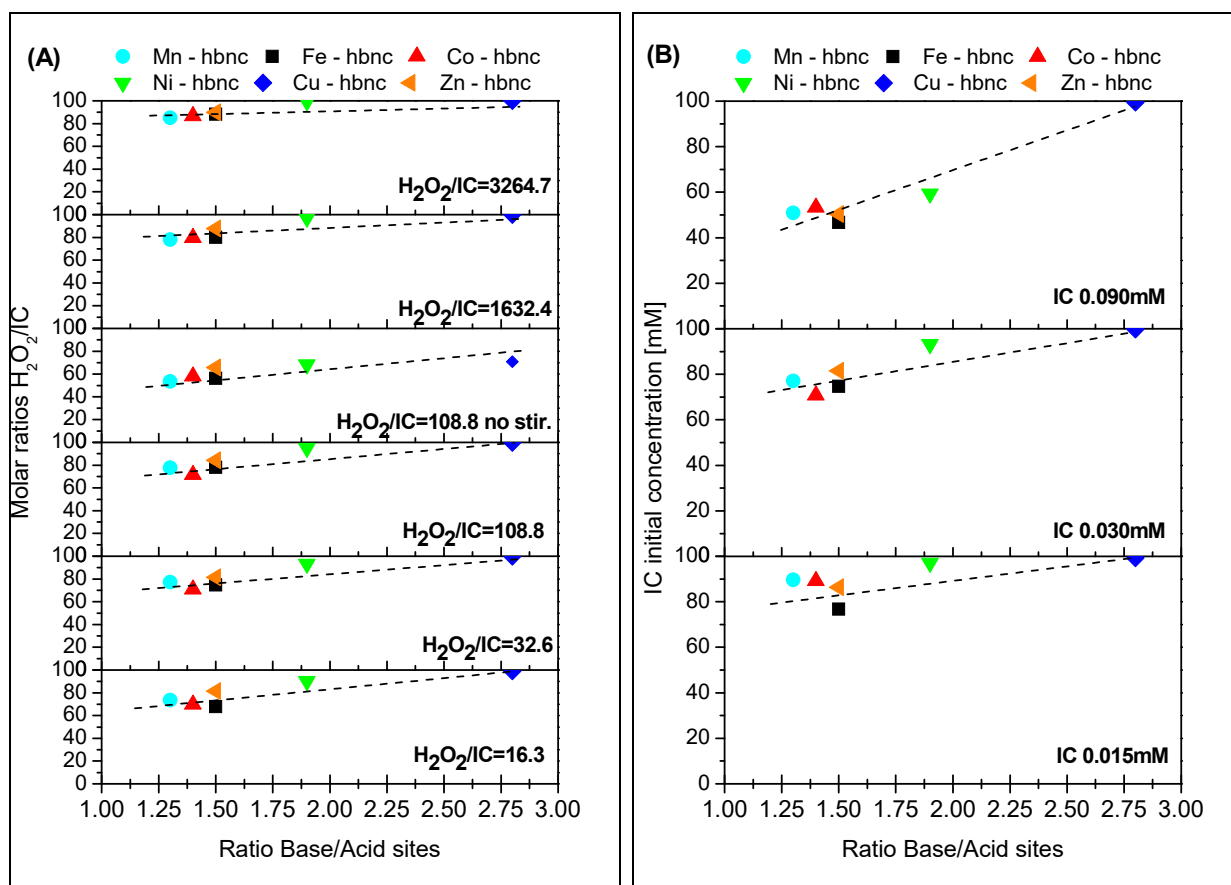 (A)
Mn - hbnc Fe - hbnc Co - hbnc
Ni - hbnc Cu - hbnc Zn - hbnc
Molar ratios H₂O₂/IC
100
80
60
40
20
H₂O₂/IC=3264.7
100
80
60
40
20
H₂O₂/IC=1632.4
100
80
60
40
20
H₂O₂/IC=108.8 no stir.
100
80
60
40
20
H₂O₂/IC=108.8
100
80
60
40
20
H₂O₂/IC=32.6
100
80
60
40
20
0
H₂O₂/IC=16.3
1.00 1.25 1.50 1.75 2.00 2.25 2.50 2.75 3.00
Ratio Base/Acid sites
(B)
Mn - hbnc Fe - hbnc Co - hbnc
Ni - hbnc Cu - hbnc Zn - hbnc
IC initial concentration [mM]
100
80
60
40
20
IC 0.090mM
100
80
60
40
20
IC 0.030mM
100
80
60
40
20
0
IC 0.015mM
1.00 1.25 1.50 1.75 2.00 2.25 2.50 2.75 3.00
Ratio Base/Acid sites